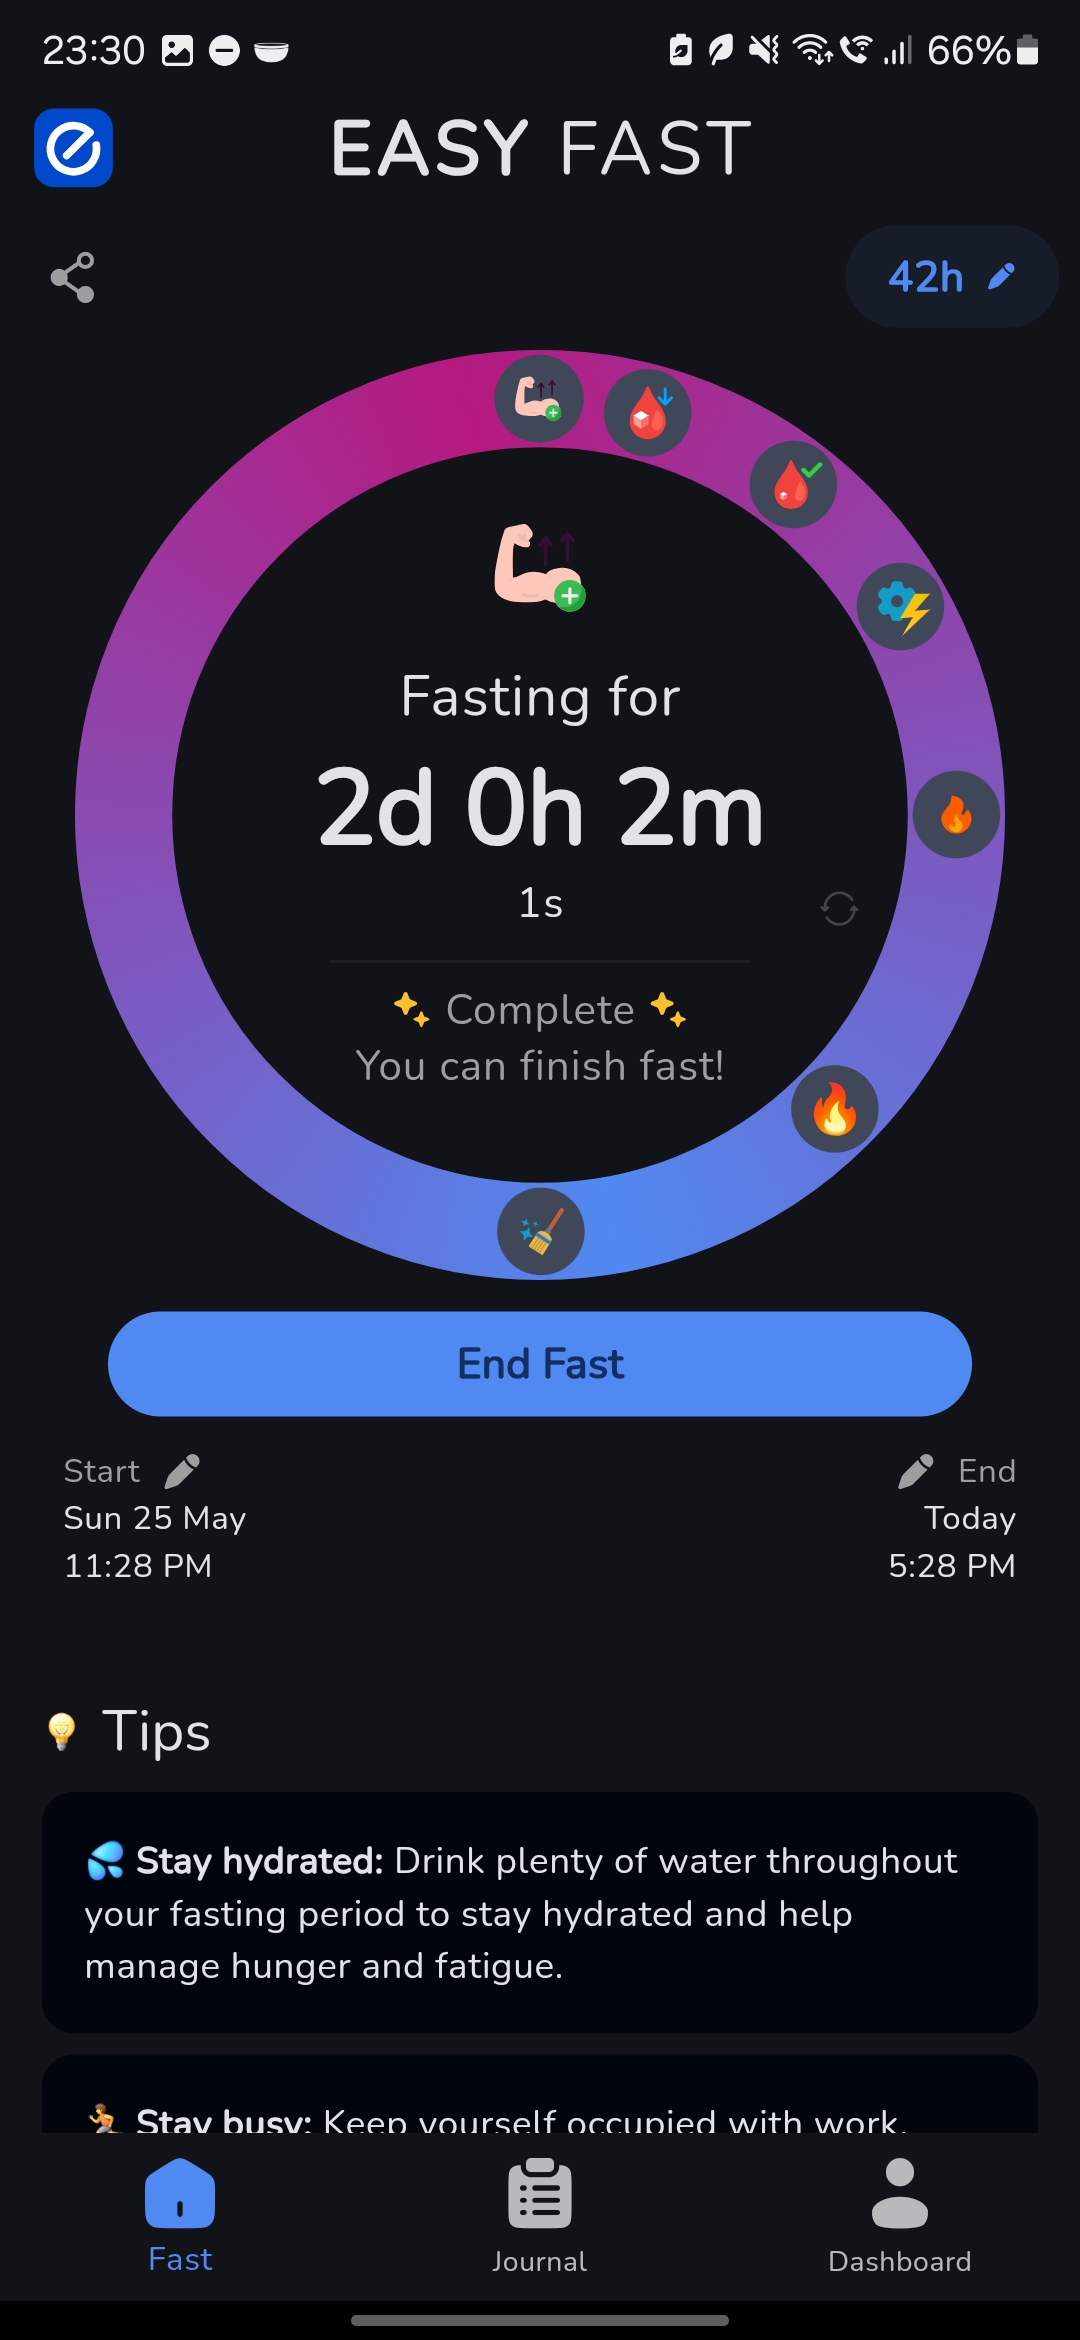 23:30
66%
EASY FAST
42h
Fasting for
2d 0h 2m
1s
✨ Complete ✨
You can finish fast!
End Fast
Start
End
Sun 25 May
Today
11:28 PM
5:28 PM
💡 Tips
💦 Stay hydrated: Drink plenty of water throughout
your fasting period to stay hydrated and help
manage hunger and fatigue.
🏃 Stay busy: Keep yourself occupied with work,
Fast
Journal
Dashboard